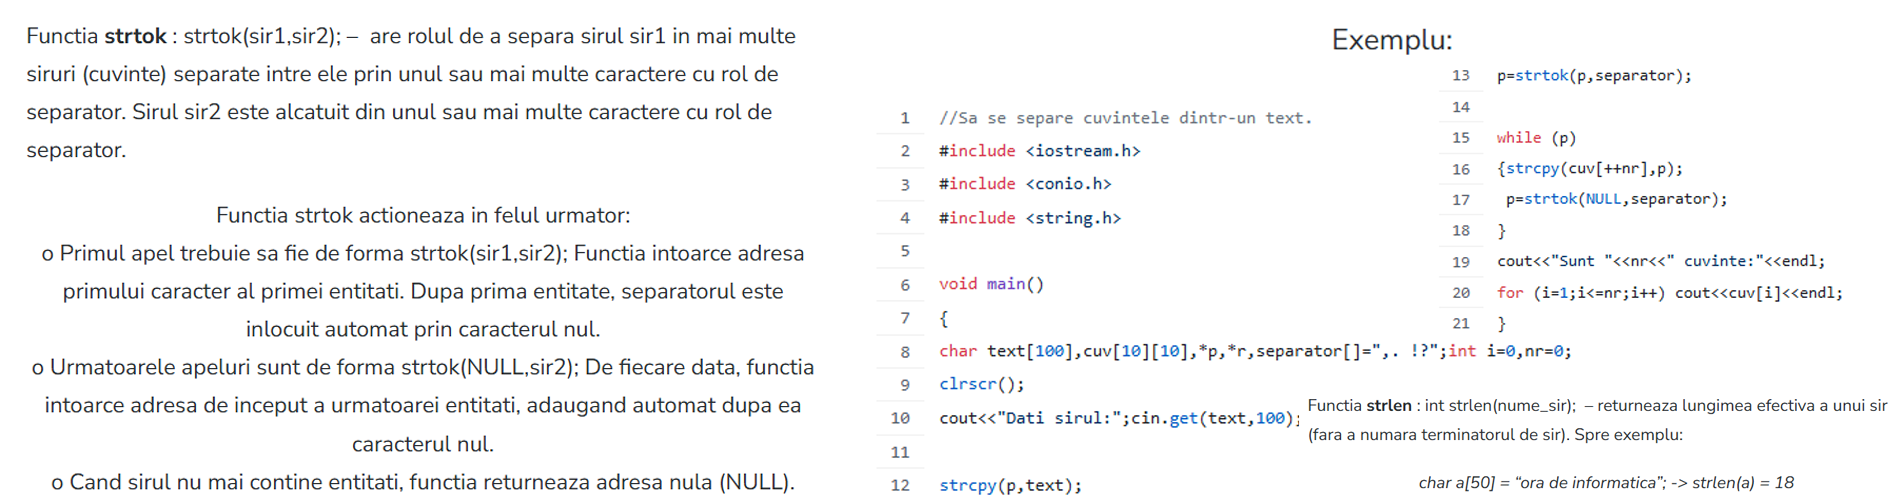 Functia strtok : strtok(sir1,sir2); – are rolul de a separa sirul sir1 in mai multe
siruri (cuvinte) separate intre ele prin unul sau mai multe caractere cu rol de
separator. Sirul sir2 este alcatuit din unul sau mai multe caractere cu rol de
separator.
Functia strtok actioneaza in felul urmator:
o Primul apel trebuie sa fie de forma strtok(sir1,sir2); Functia intoarce adresa
primului caracter al primei entitati. Dupa prima entitate, separatorul este
inlocuit automat prin caracterul nul.
o Urmatoarele apeluri sunt de forma strtok(NULL,sir2); De fiecare data, functia
intoarce adresa de inceput a urmatoarei entitati, adaugand automat dupa ea
caracterul nul.
o Cand sirul nu mai contine entitati, functia returneaza adresa nula (NULL).
Exemplu:
1 //Sa se separe cuvintele dintr-un text.
2 #include <iostream.h>
3 #include <conio.h>
4 #include <string.h>
5
6 void main()
7 {
8 char text[100],cuv[10][10],*p,*r,separator[]=",. !?";int i=0,nr=0;
9 clrscr();
10 cout<<"Dati sirul:";cin.get(text,100);
11
12 strcpy(p,text);
13 p=strtok(p,separator);
14
15 while (p)
16 {strcpy(cuv[++nr],p);
17 p=strtok(NULL,separator);
18 }
19 cout<<"Sunt "<<nr<<" cuvinte:"<<endl;
20 for (i=1;i<=nr;i++) cout<<cuv[i]<<endl;
21 }
Functia strlen : int strlen(nume_sir); – returneaza lungimea efectiva a unui sir
(fara a numara terminatorul de sir). Spre exemplu:
char a[50] = “ora de informatica”; -> strlen(a) = 18